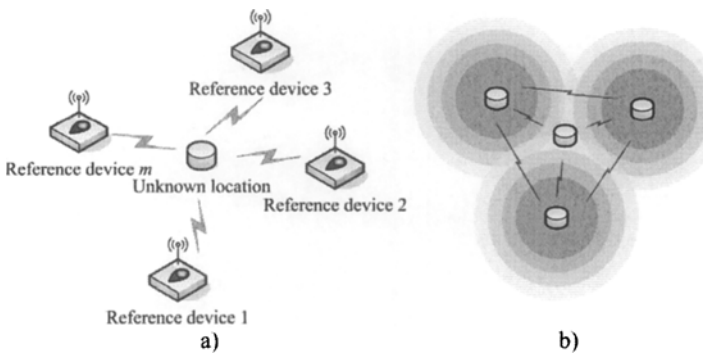 Reference device 3
Reference device m
Unknown location
Reference device 2
Reference device 1
a)
b)